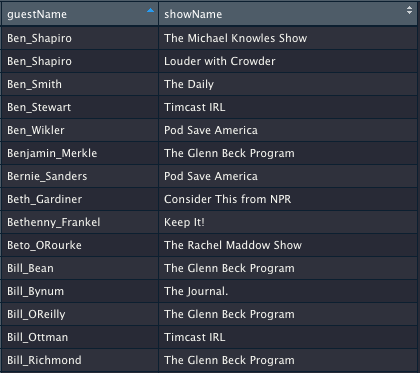 guestName showName
Ben_Shapiro The Michael Knowles Show
Ben_Shapiro Louder with Crowder
Ben_Smith The Daily
Ben_Stewart Timcast IRL
Ben_Wikler Pod Save America
Benjamin_Merkle The Glenn Beck Program
Bernie_Sanders Pod Save America
Beth_Gardiner Consider This from NPR
Bethenny_Frankel Keep It!
Beto_ORourke The Rachel Maddow Show
Bill_Bean The Glenn Beck Program
Bill_Bynum The Journal.
Bill_OReilly The Glenn Beck Program
Bill_Ottman Timcast IRL
Bill_Richmond The Glenn Beck Program